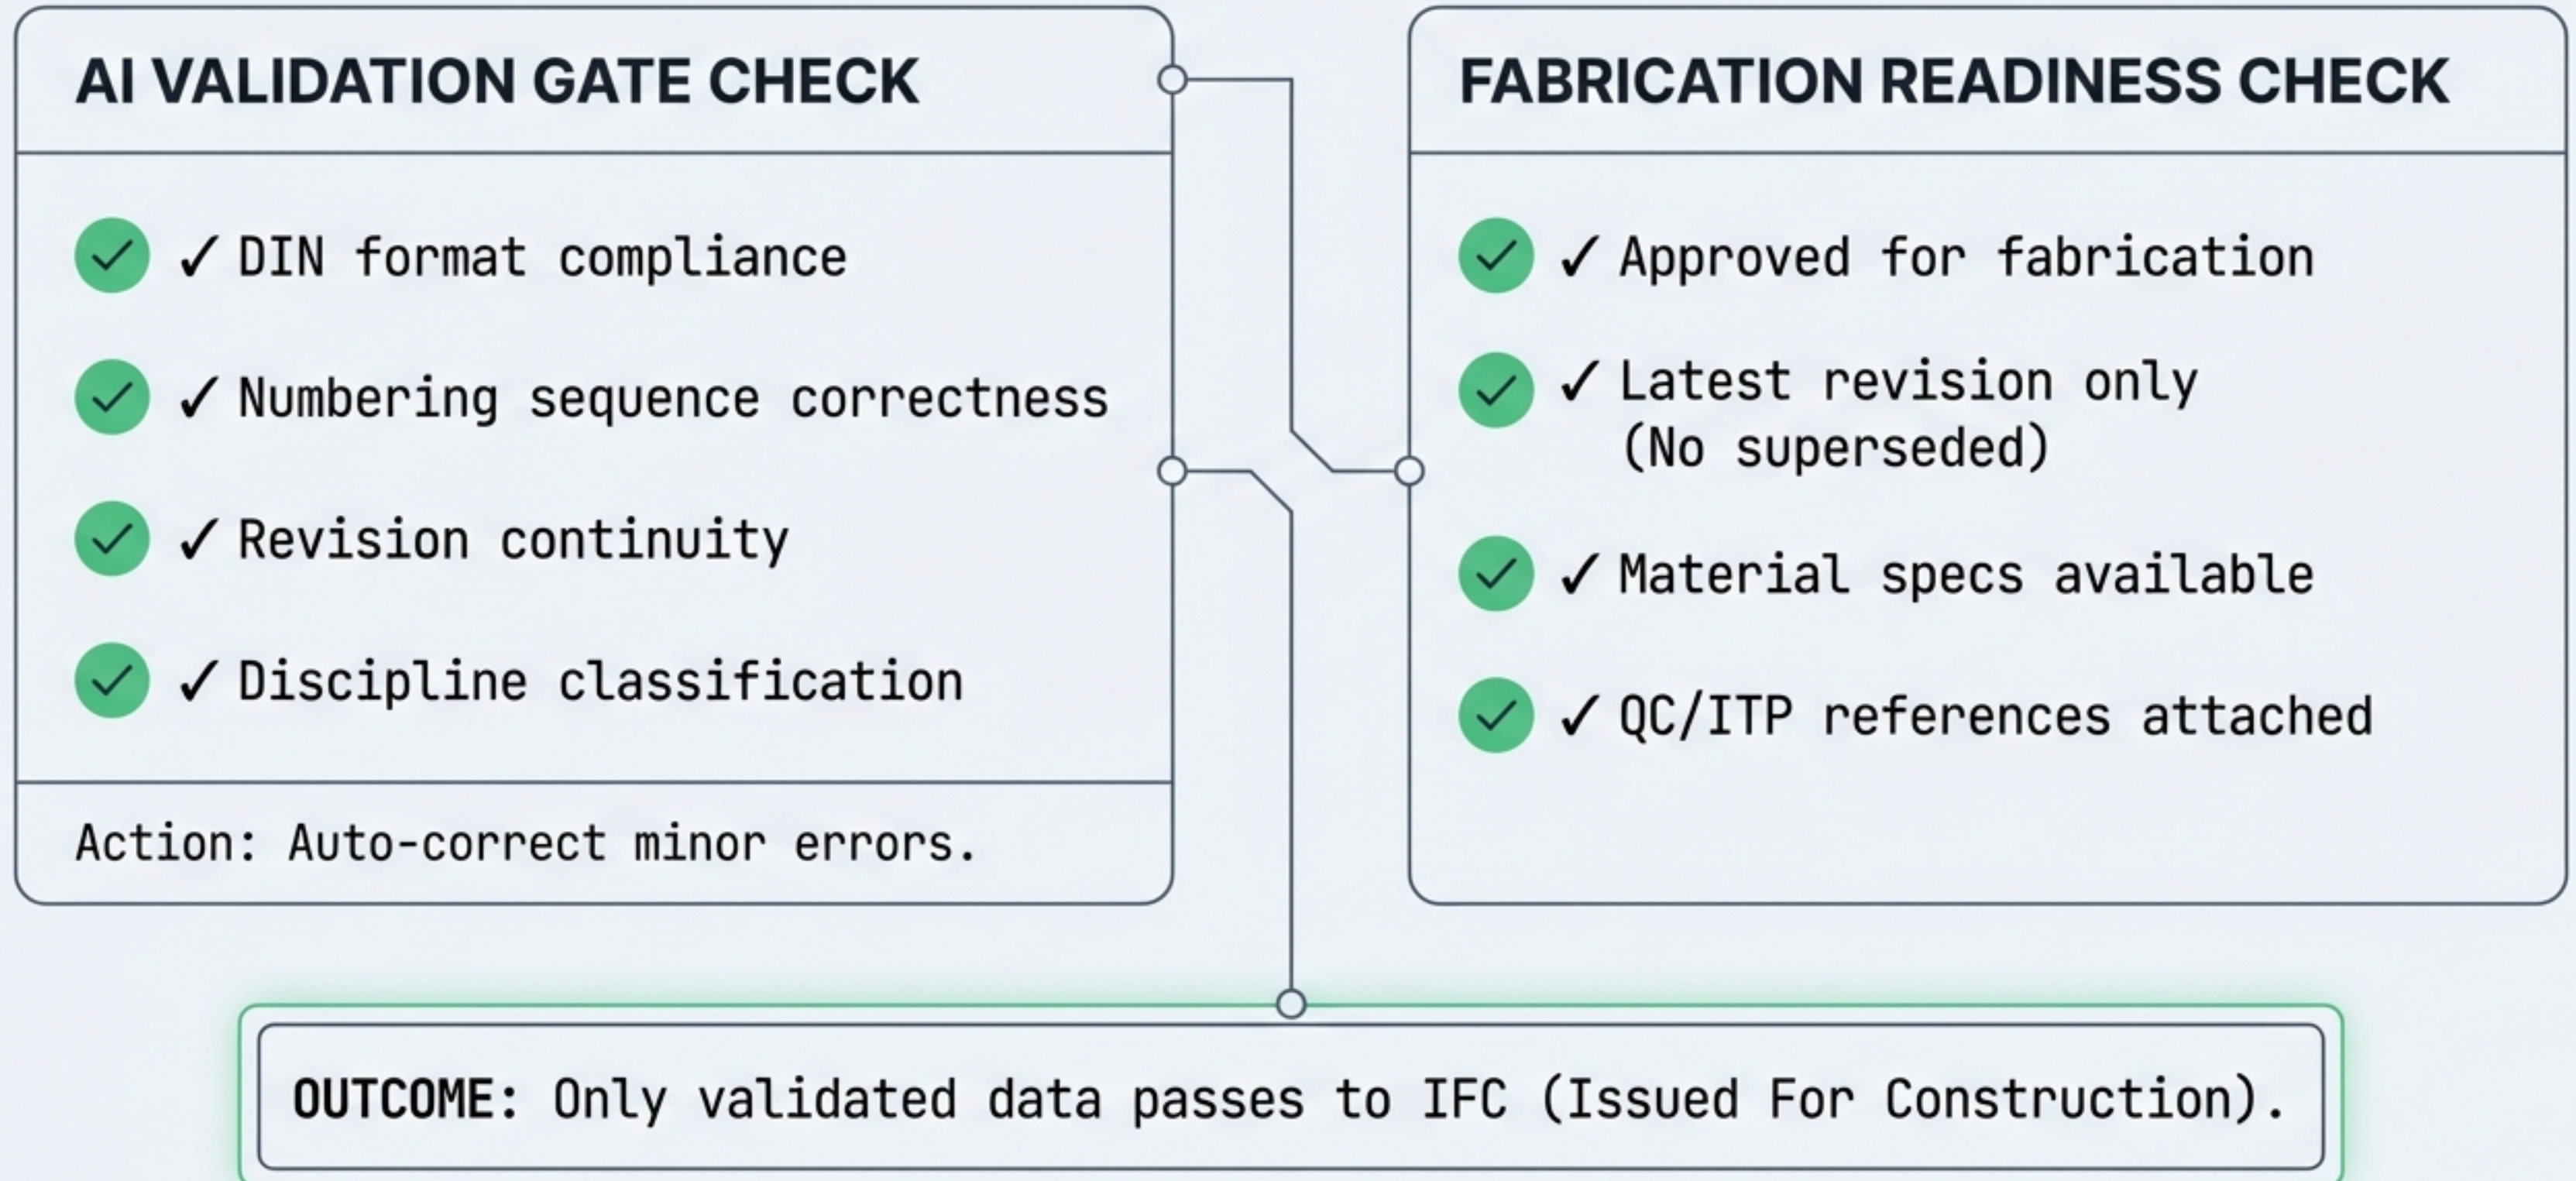 AI VALIDATION GATE CHECK
✓ DIN format compliance
✓ Numbering sequence correctness
✓ Revision continuity
✓ Discipline classification
Action: Auto-correct minor errors.
FABRICATION READINESS CHECK
✓ Approved for fabrication
✓ Latest revision only
(No superseded)
✓ Material specs available
✓ QC/ITP references attached
OUTCOME: Only validated data passes to IFC (Issued For Construction).